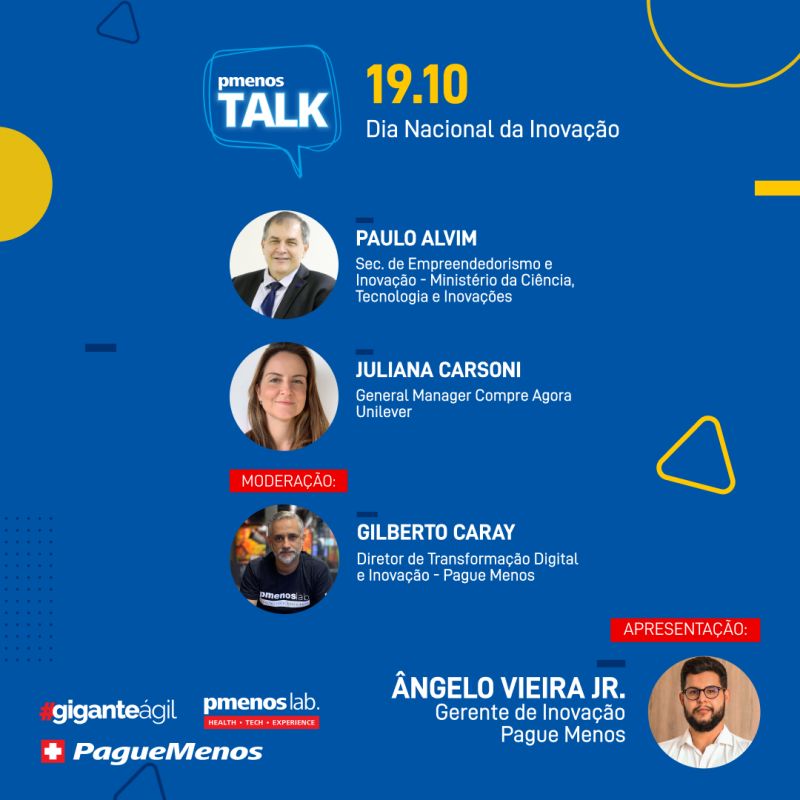 pmenos
TALK
19.10
Dia Nacional da Inovação
PAULO ALVIM
Sec. de Empreendedorismo e
Inovação - Ministério da Ciência,
Tecnologia e Inovações
JULIANA CARSONI
General Manager Compre Agora
Unilever
MODERAÇÃO:
GILBERTO CARAY
Diretor de Transformação Digital
e Inovação - Pague Menos
pmenoslab
APRESENTAÇÃO:
ÂNGELO VIEIRA JR.
Gerente de Inovação
Pague Menos
#giganteágil
pmenos lab.
HEALTH • TECH • EXPERIENCE
PagueMenos